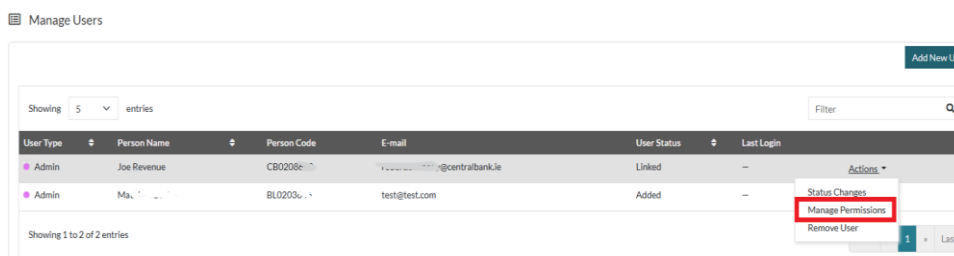 Manage Users
Add New U
Showing 5 entries
Filter
User Type Person Name Person Code E-mail User Status Last Login
Admin Joe Revenue @centralbank.ie Linked – Actions
Status Changes
Admin test@test.com Added –
Manage Permissions
Remove User
Showing 1 to 2 of 2 entries
1 » Las